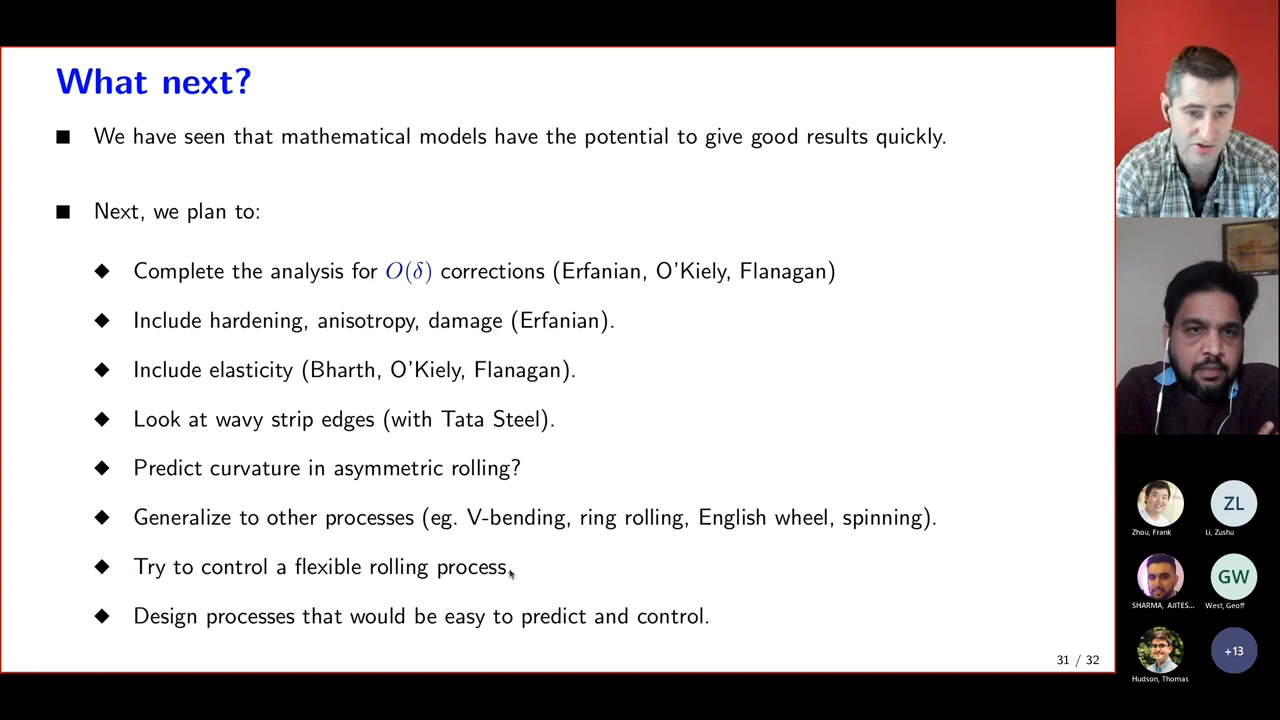 What next?
We have seen that mathematical models have the potential to give good results quickly.
Next, we plan to:
Complete the analysis for O(δ) corrections (Erfanian, O'Kiely, Flanagan)
Include hardening, anisotropy, damage (Erfanian).
Include elasticity (Bharth, O'Kiely, Flanagan).
Look at wavy strip edges (with Tata Steel).
Predict curvature in asymmetric rolling?
Generalize to other processes (eg. V-bending, ring rolling, English wheel, spinning).
Try to control a flexible rolling process.
Design processes that would be easy to predict and control.
31 / 32
ZL
Zhou, Frank
Li, Zushu
GW
SHARMA, AJITES...
West, Geoff
+13
Hudson, Thomas